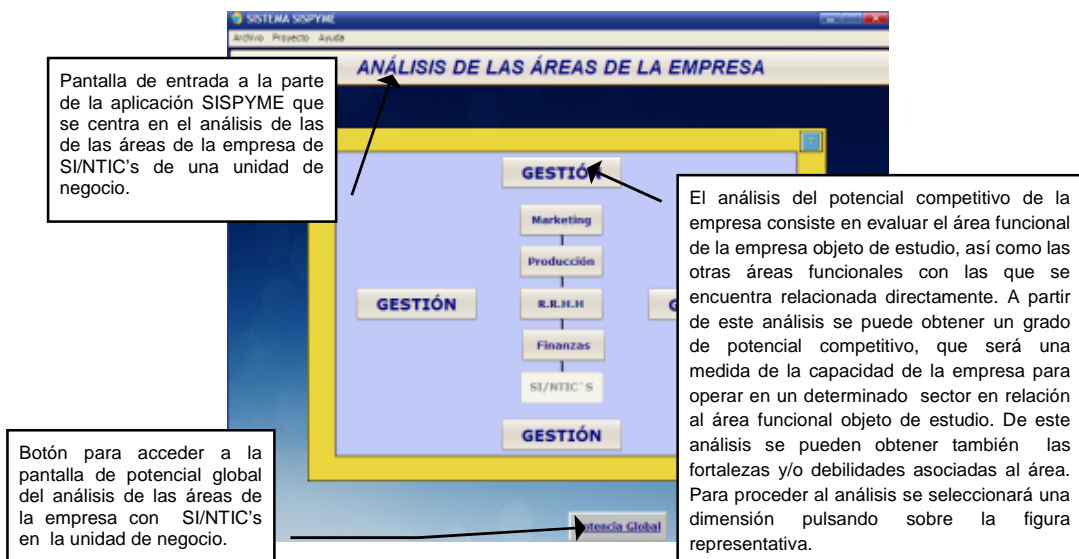 SISTEMA SISPYME
Archivo Proyecto Ayuda
ANÁLISIS DE LAS ÁREAS DE LA EMPRESA
Pantalla de entrada a la parte
de la aplicación SISPYME que
se centra en el análisis de las
de las áreas de la empresa de
SI/NTIC's de una unidad de
negocio.
?
GESTIÓN
Marketing
Producción
GESTIÓN
R.R.H.H
G
Finanzas
SI/NTIC`S
GESTIÓN
El análisis del potencial competitivo de la
empresa consiste en evaluar el área funcional
de la empresa objeto de estudio, así como las
otras áreas funcionales con las que se
encuentra relacionada directamente. A partir
de este análisis se puede obtener un grado
de potencial competitivo, que será una
medida de la capacidad de la empresa para
operar en un determinado sector en relación
al área funcional objeto de estudio. De este
análisis se pueden obtener también las
fortalezas y/o debilidades asociadas al área.
Para proceder al análisis se seleccionará una
dimensión pulsando sobre la figura
representativa.
Botón para acceder a la
pantalla de potencial global
del análisis de las áreas de
la empresa con SI/NTIC's
en la unidad de negocio.
Potencia Global